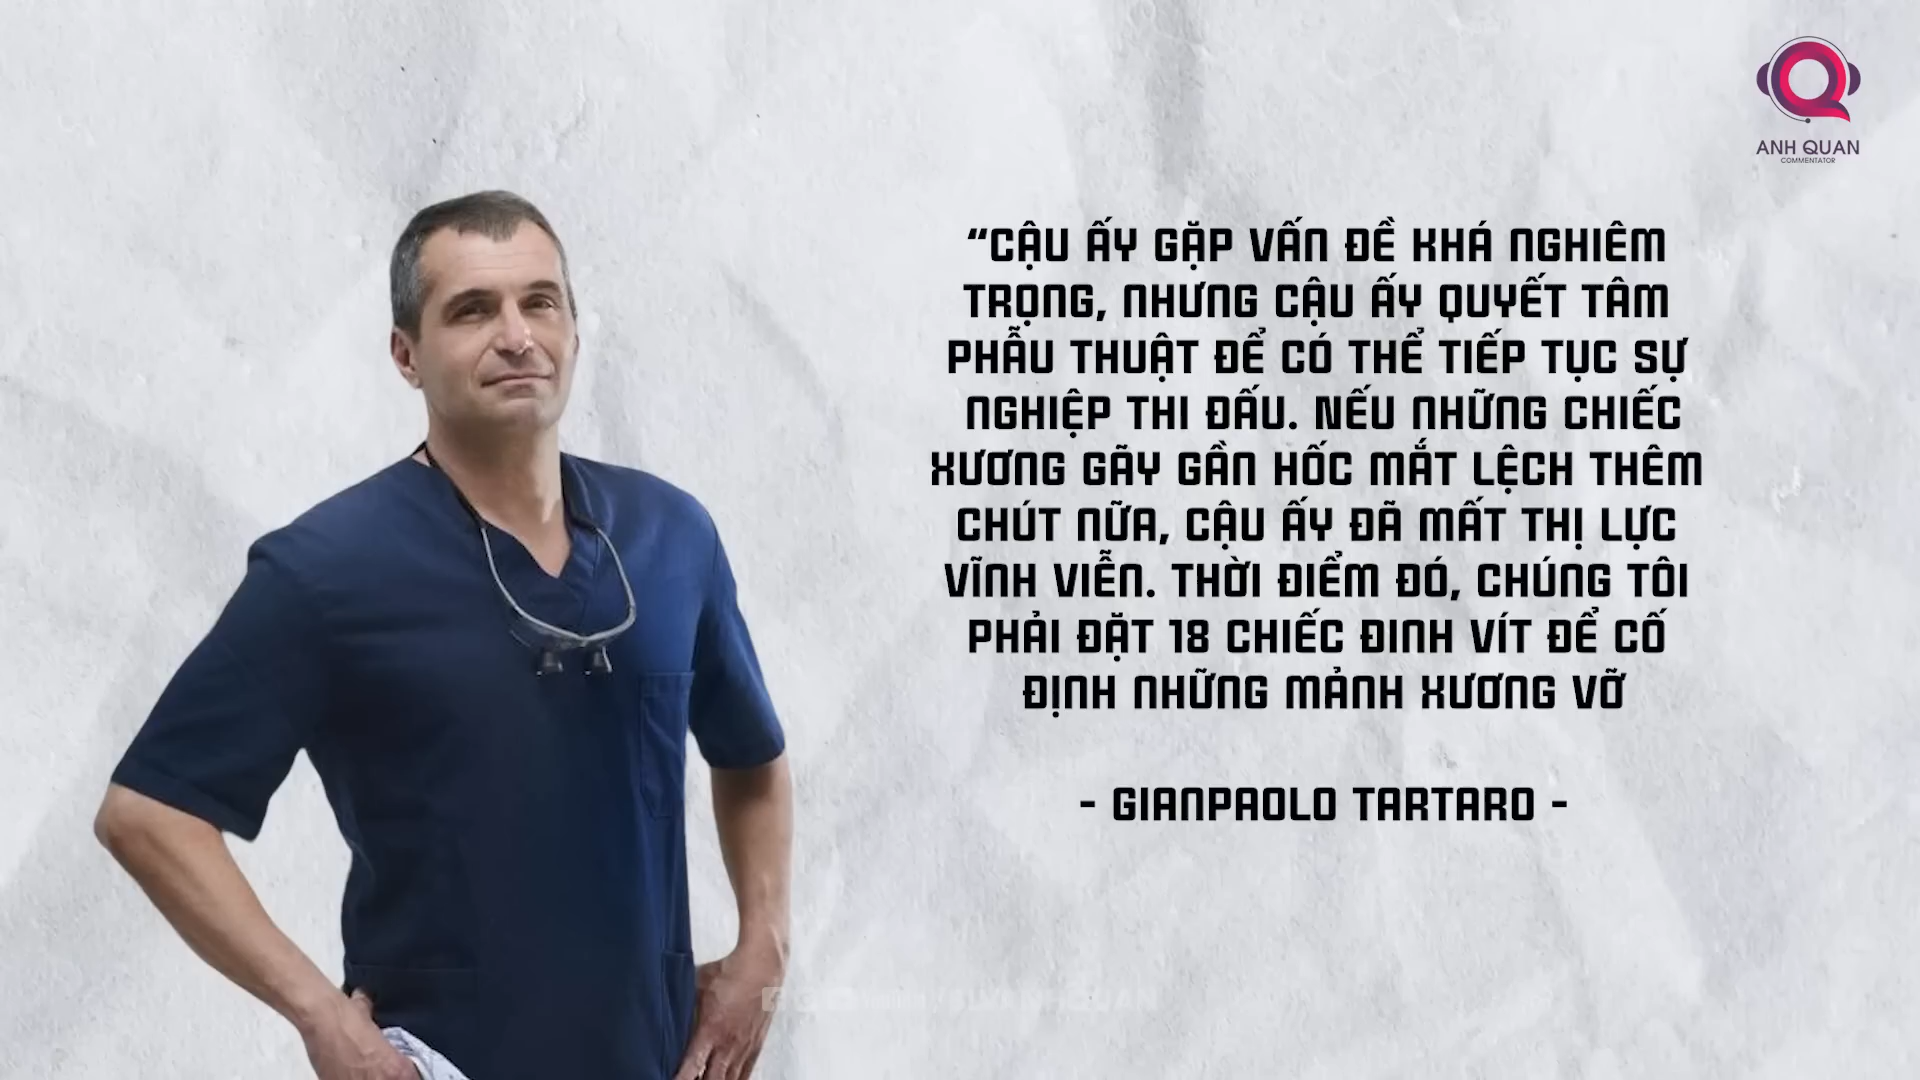 ANH QUAN
COMMENTATOR
“CẬU ẤY GẶP VẤN ĐỀ KHÁ NGHIÊM
TRỌNG, NHƯNG CẬU ẤY QUYẾT TÂM
PHẪU THUẬT ĐỂ CÓ THỂ TIẾP TỤC SỰ
NGHIỆP THI ĐẤU. NẾU NHỮNG CHIẾC
XƯƠNG GÃY GẦN HỐC MẮT LỆCH THÊM
CHÚT NỮA, CẬU ẤY ĐÃ MẤT THỊ LỰC
VĨNH VIỄN. THỜI ĐIỂM ĐÓ, CHÚNG TÔI
PHẢI ĐẶT 18 CHIẾC ĐINH VÍT ĐỂ CỐ
ĐỊNH NHỮNG MẢNH XƯƠNG VỠ
- GIANPAOLO TARTARO -